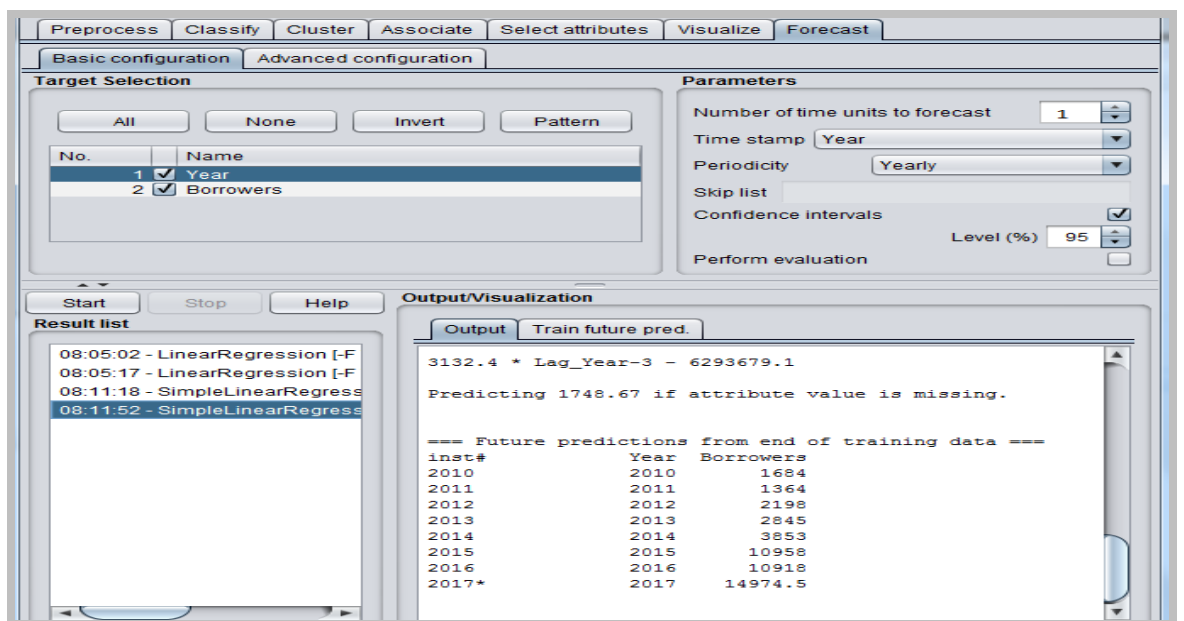 Preprocess Classify Cluster Associate Select attributes Visualize Forecast
Basic configuration Advanced configuration
Target Selection
All None Invert Pattern
No. Name
1 Year
2 Borrowers
Parameters
Number of time units to forecast 1
Time stamp Year
Periodicity Yearly
Skip list
Confidence intervals
Level (%) 95
Perform evaluation
Start Stop Help
Result list
08:05:02 - LinearRegression [-F
08:05:17 - LinearRegression [-F
08:11:18 - SimpleLinearRegress
08:11:52 - SimpleLinearRegress
Output/Visualization
Output Train future pred.
3132.4 * Lag_Year-3 - 6293679.1
Predicting 1748.67 if attribute value is missing.
=== Future predictions from end of training data ===
inst# Year Borrowers
2010 2010 1684
2011 2011 1364
2012 2012 2198
2013 2013 2845
2014 2014 3853
2015 2015 10958
2016 2016 10918
2017* 2017 14974.5